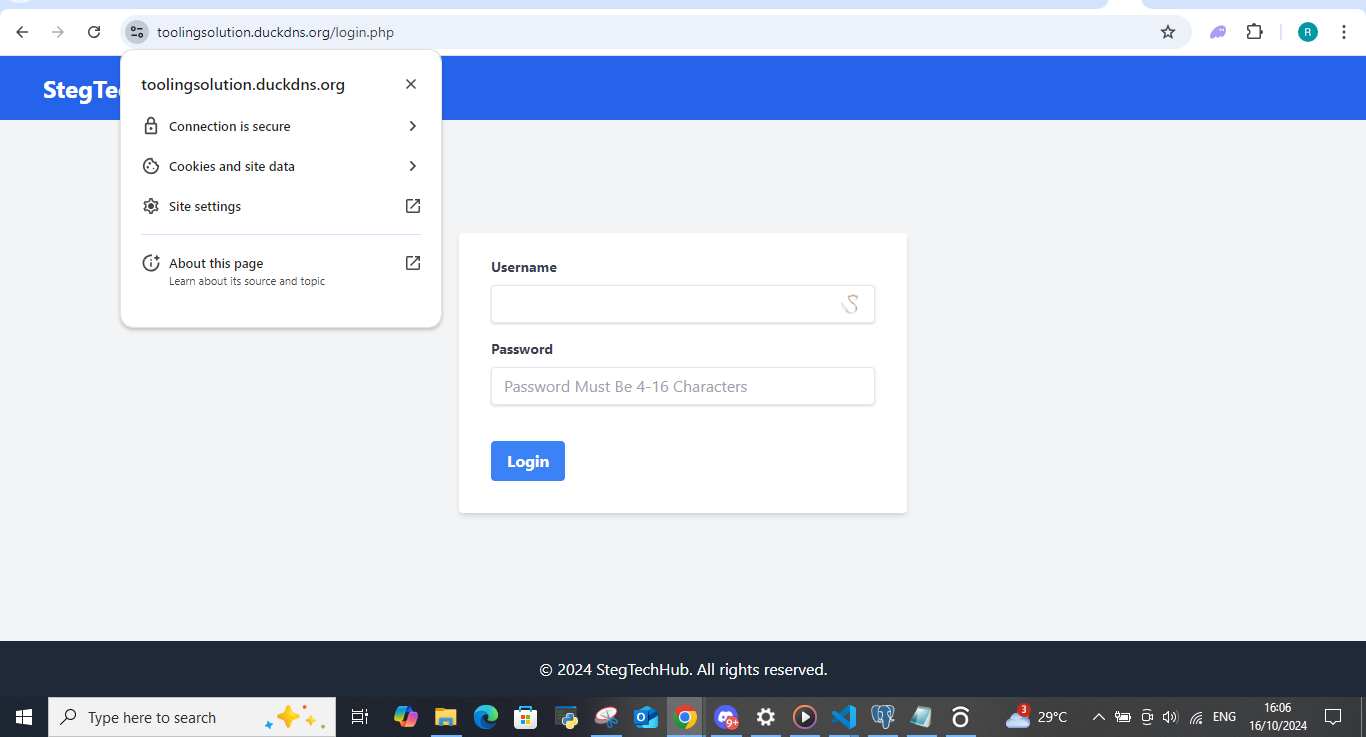 toolingsolution.duckdns.org/login.php
R
StegTe
toolingsolution.duckdns.org
Connection is secure
Cookies and site data
Site settings
About this page
Learn about its source and topic
Username
Password
Password Must Be 4-16 Characters
Login
© 2024 StegTechHub. All rights reserved.
Type here to search
9+
3
29°C
ENG
16:06
16/10/2024